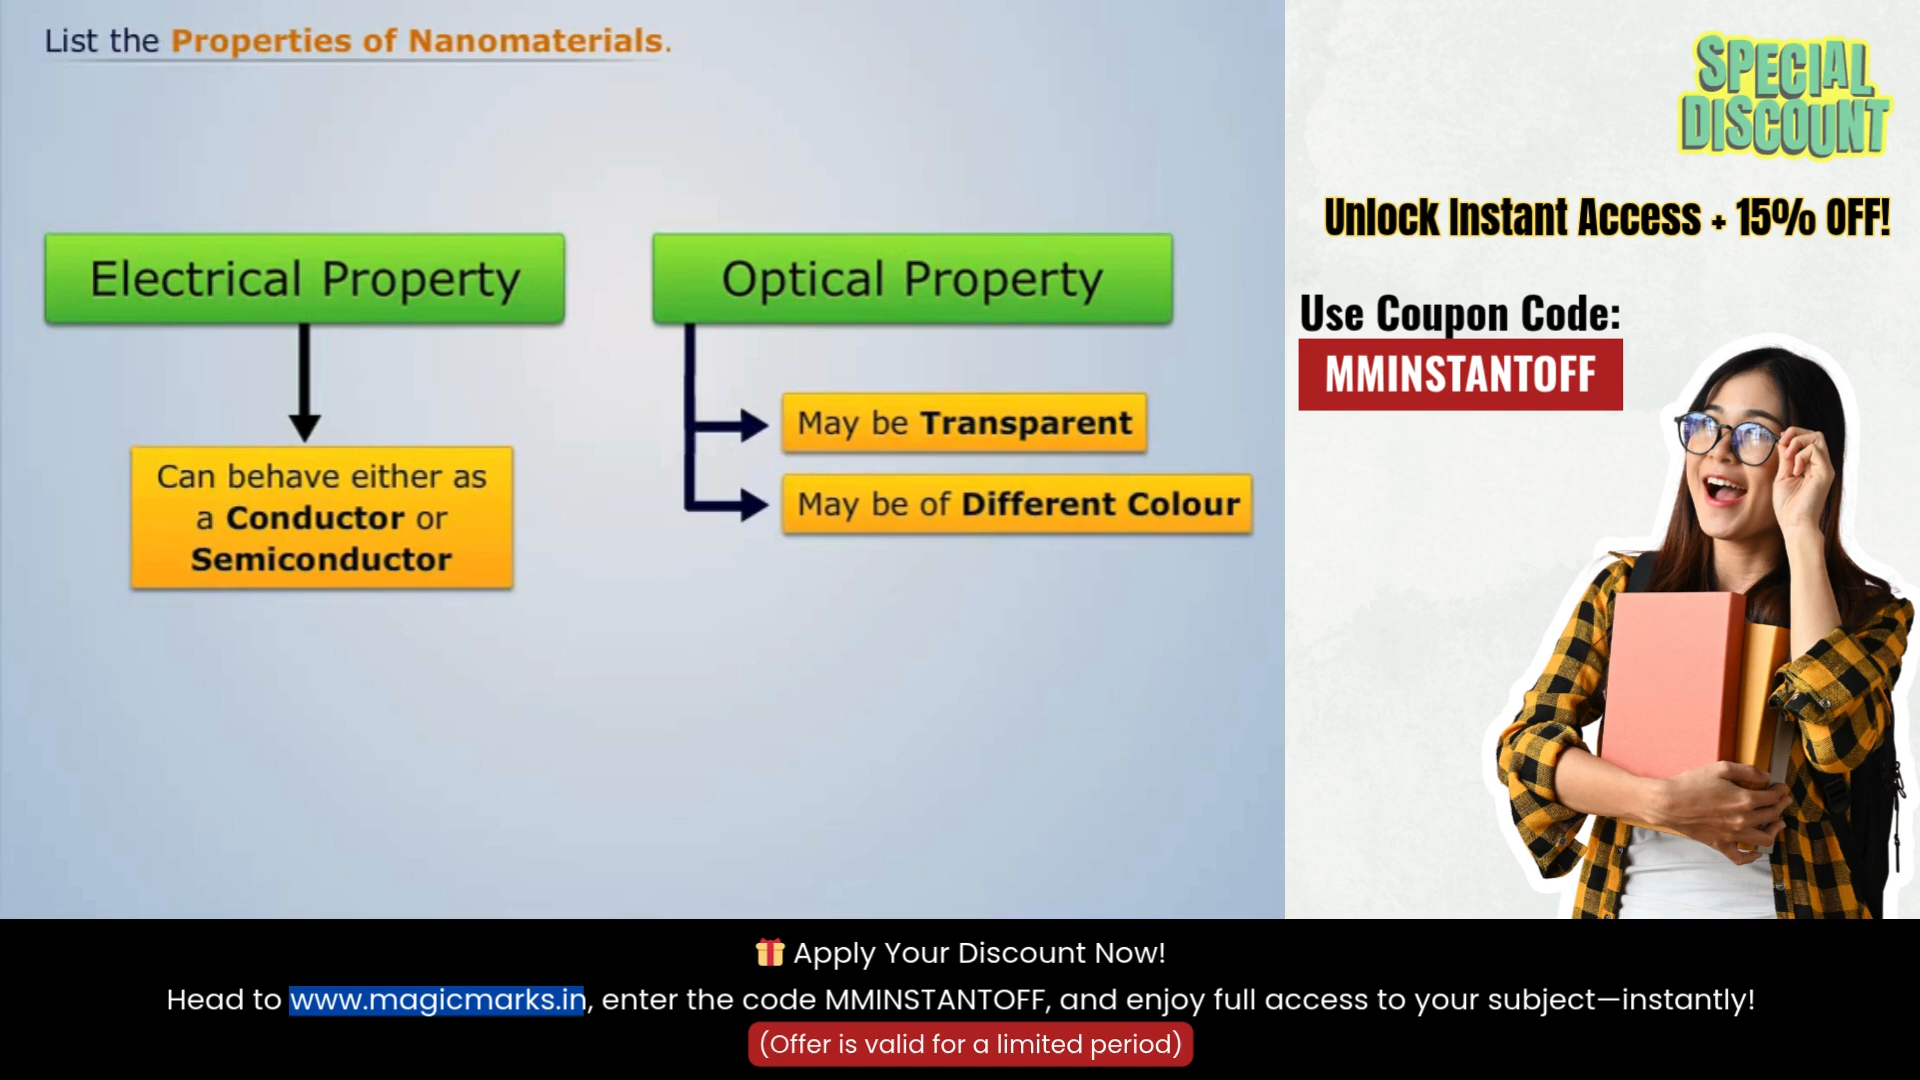 List the Properties of Nanomaterials.
Electrical Property
Can behave either as
a Conductor or
Semiconductor
Optical Property
May be Transparent
May be of Different Colour
SPECIAL
DISCOUNT
Unlock Instant Access + 15% OFF!
Use Coupon Code:
MMINSTANTOFF
Apply Your Discount Now!
Head to www.magicmarks.in, enter the code MMINSTANTOFF, and enjoy full access to your subject—instantly!
(Offer is valid for a limited period)